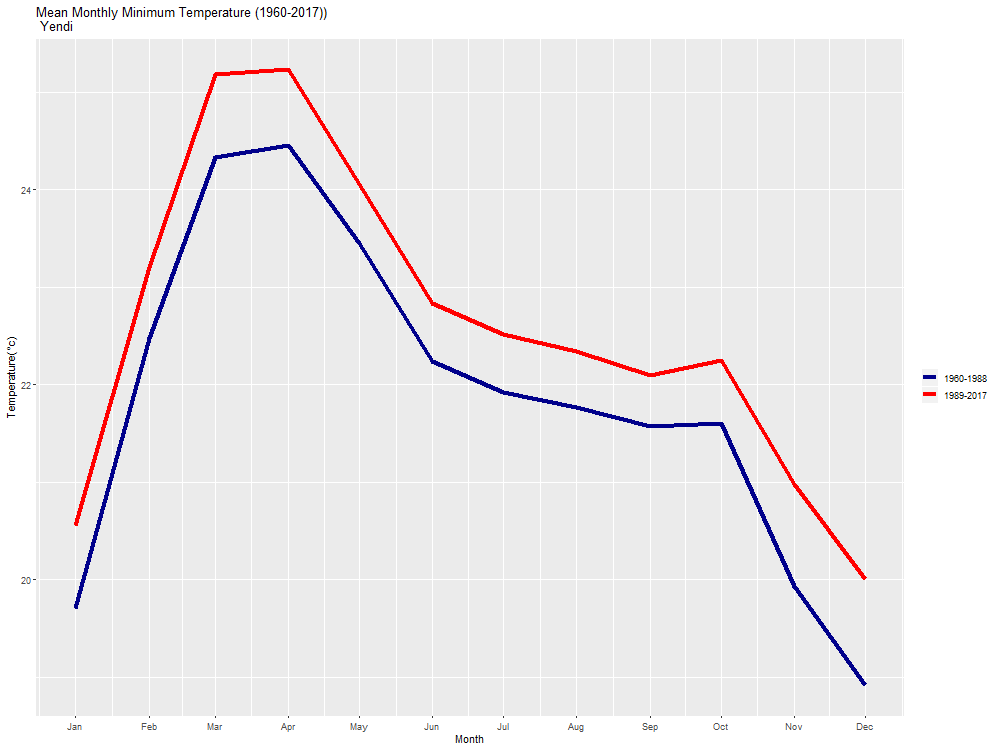 Mean Monthly Minimum Temperature (1960-2017))
Yendi
Temperature(°c)
24
22
20
Jan Feb Mar Apr May Jun Jul Aug Sep Oct Nov Dec
Month
1960-1988
1989-2017